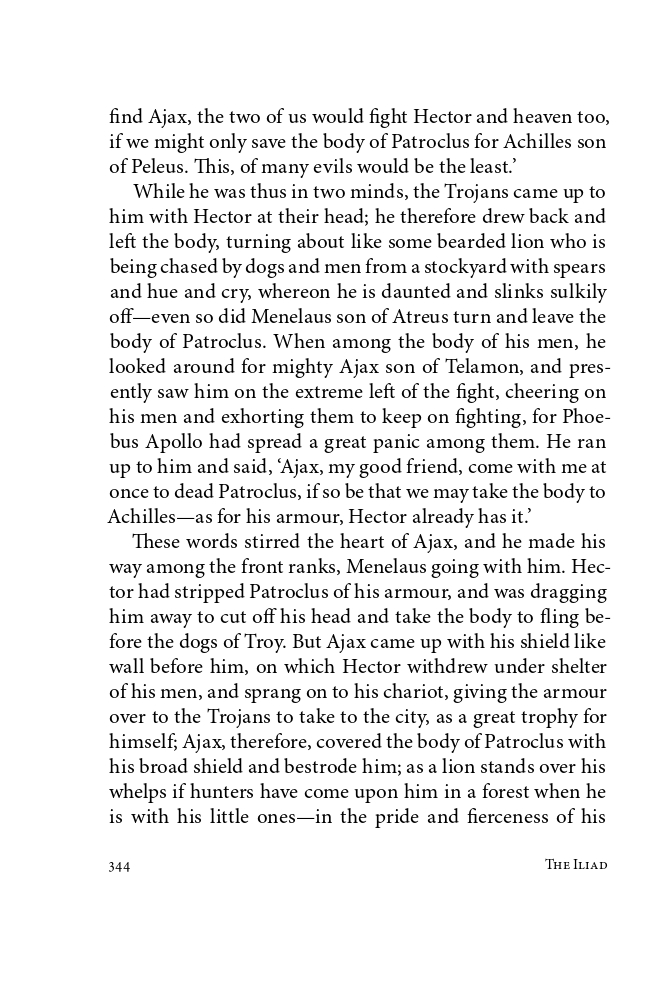 find Ajax, the two of us would fight Hector and heaven too,
if we might only save the body of Patroclus for Achilles son
of Peleus. This, of many evils would be the least.’
While he was thus in two minds, the Trojans came up to
him with Hector at their head; he therefore drew back and
left the body, turning about like some bearded lion who is
being chased by dogs and men from a stockyard with spears
and hue and cry, whereon he is daunted and slinks sulkily
off—even so did Menelaus son of Atreus turn and leave the
body of Patroclus. When among the body of his men, he
looked around for mighty Ajax son of Telamon, and pres-
ently saw him on the extreme left of the fight, cheering on
his men and exhorting them to keep on fighting, for Phoe-
bus Apollo had spread a great panic among them. He ran
up to him and said, ‘Ajax, my good friend, come with me at
once to dead Patroclus, if so be that we may take the body to
Achilles—as for his armour, Hector already has it.’
These words stirred the heart of Ajax, and he made his
way among the front ranks, Menelaus going with him. Hec-
tor had stripped Patroclus of his armour, and was dragging
him away to cut off his head and take the body to fling be-
fore the dogs of Troy. But Ajax came up with his shield like
wall before him, on which Hector withdrew under shelter
of his men, and sprang on to his chariot, giving the armour
over to the Trojans to take to the city, as a great trophy for
himself; Ajax, therefore, covered the body of Patroclus with
his broad shield and bestrode him; as a lion stands over his
whelps if hunters have come upon him in a forest when he
is with his little ones—in the pride and fierceness of his
344 The Iliad